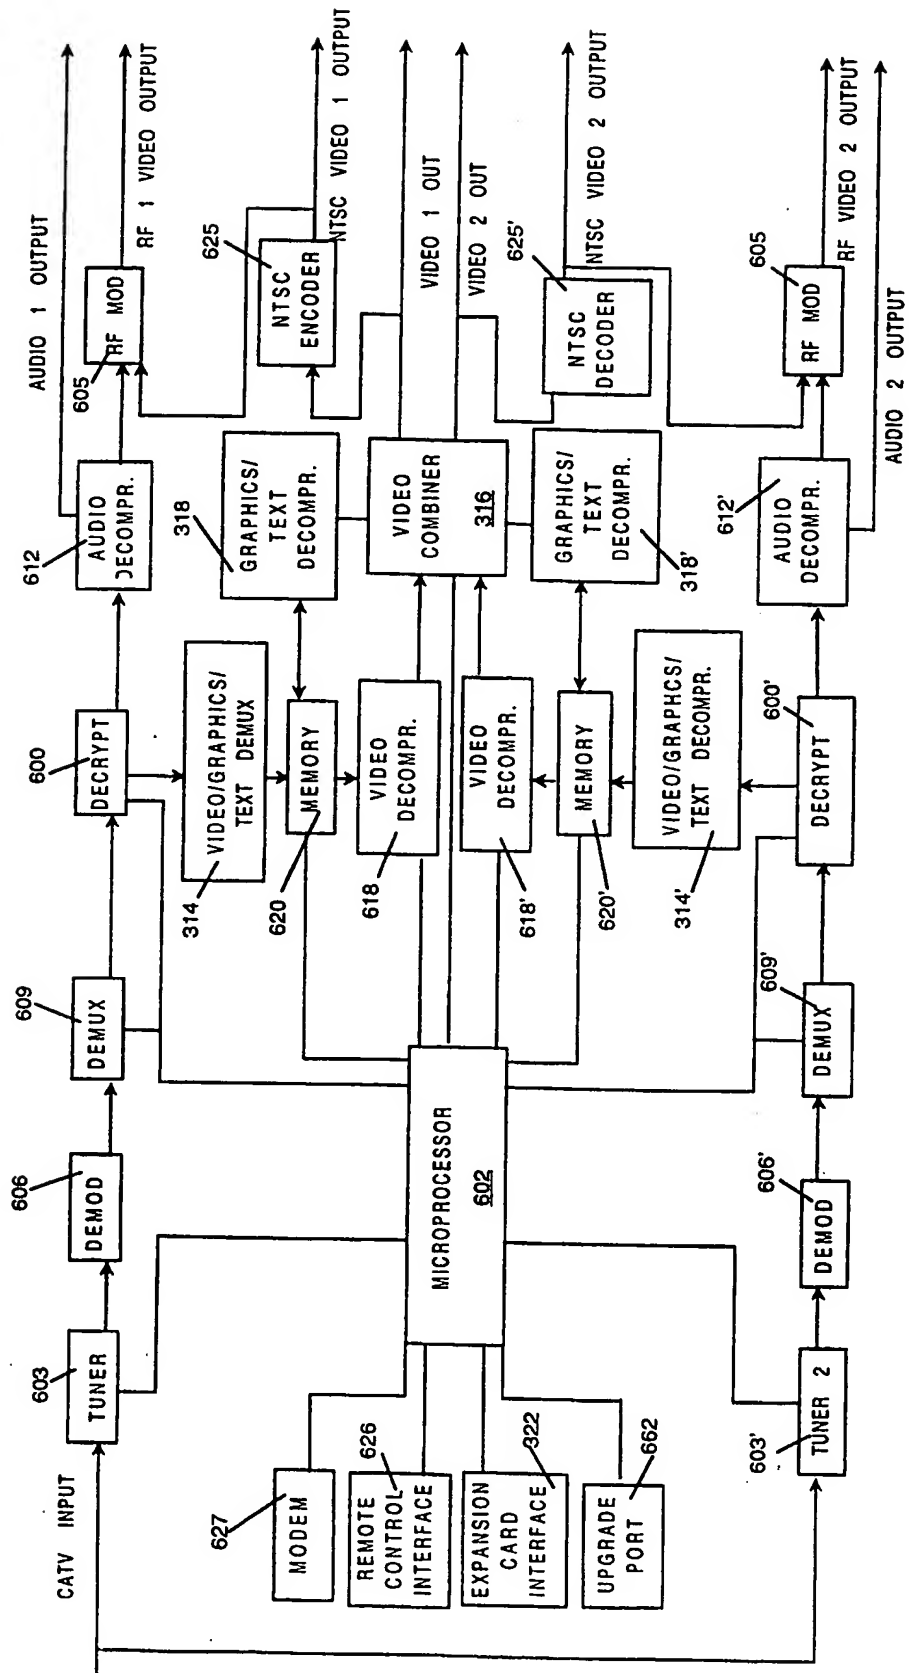 CATV INPUT
603
TUNER
606
DEMOD
609
DEMUX
600
DECRYPT
612
AUDIO
DECOMPR.
605
RF MOD
AUDIO 1 OUTPUT
RF 1 VIDEO OUTPUT
314
VIDEO/GRAPHICS/
TEXT DEMUX
318
GRAPHICS/
TEXT
DECOMPR.
625
NTSC
ENCODER
NTSC VIDEO 1 OUTPUT
620
MEMORY
618
VIDEO
DECOMPR.
VIDEO
COMBINER
316
VIDEO 1 OUT
VIDEO 2 OUT
627
MODEM
626
REMOTE
CONTROL
INTERFACE
322
EXPANSION
CARD
INTERFACE
662
UPGRADE
PORT
MICROPROCESSOR
602
618'
VIDEO
DECOMPR.
620'
MEMORY
318'
GRAPHICS/
TEXT
DECOMPR.
625'
NTSC
DECODER
NTSC VIDEO 2 OUTPUT
314'
VIDEO/GRAPHCS/
TEXT DECOMPR.
603'
TUNER 2
606'
DEMOD
609'
DEMUX
600'
DECRYPT
612'
AUDIO
DECOMPR.
605
RF MOD
RF VIDEO 2 OUTPUT
AUDIO 2 OUTPUT